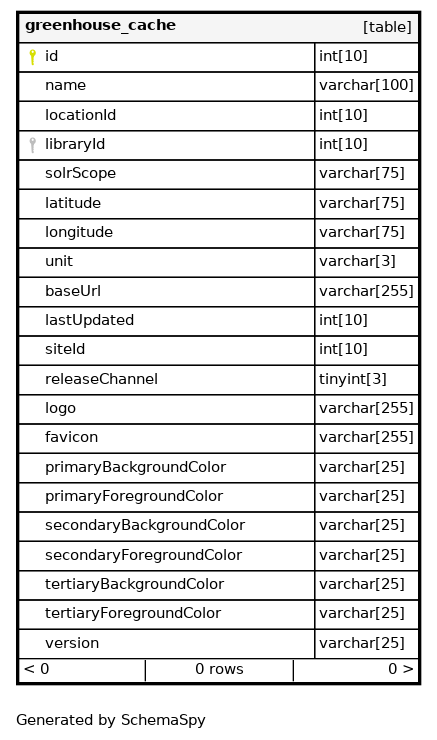 greenhouse_cache [table]
id int[10]
name varchar[100]
locationId int[10]
libraryId int[10]
solrScope varchar[75]
latitude varchar[75]
longitude varchar[75]
unit varchar[3]
baseUrl varchar[255]
lastUpdated int[10]
siteId int[10]
releaseChannel tinyint[3]
logo varchar[255]
favicon varchar[255]
primaryBackgroundColor varchar[25]
primaryForegroundColor varchar[25]
secondaryBackgroundColor varchar[25]
secondaryForegroundColor varchar[25]
tertiaryBackgroundColor varchar[25]
tertiaryForegroundColor varchar[25]
version varchar[25]
< 0 0 rows 0 >
Generated by SchemaSpy